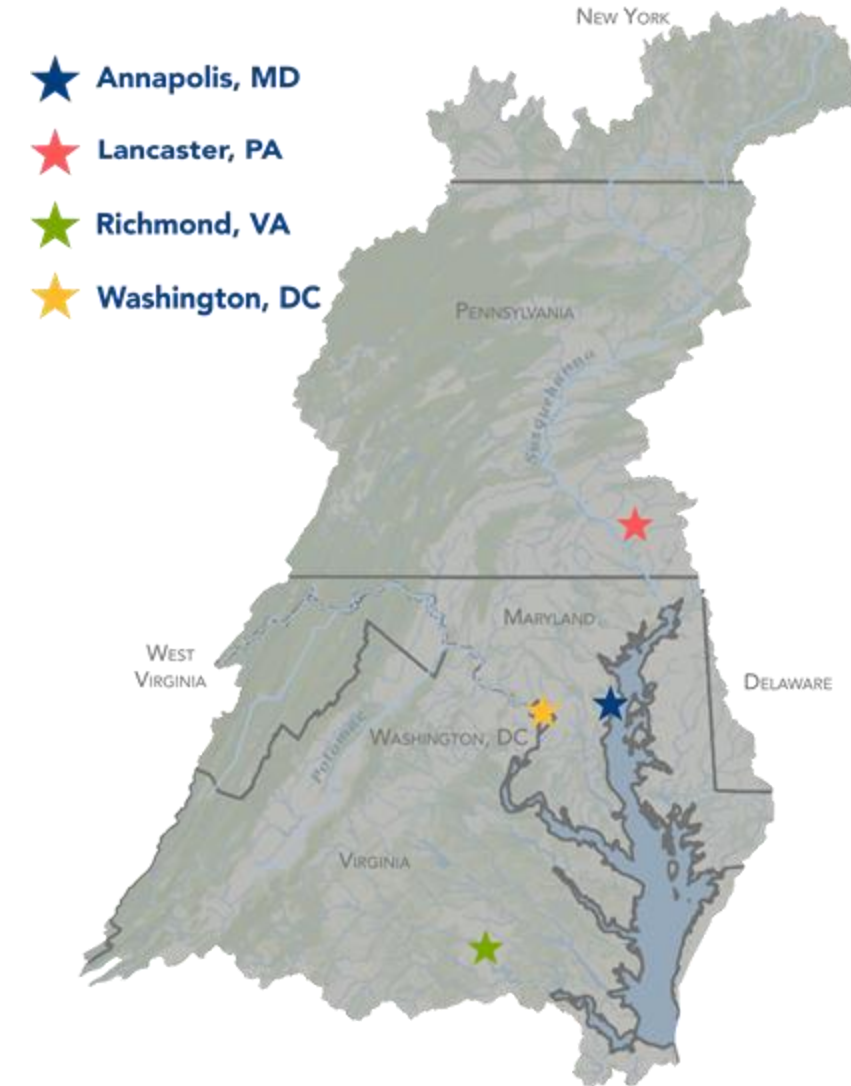 NEW YORK
Annapolis, MD
Lancaster, PA
Richmond, VA
Washington, DC
PENNSYLVANIA
Susquehanna
MARYLAND
WEST
VIRGINIA
DELAWARE
WASHINGTON, DC
Potomac
VIRGINIA